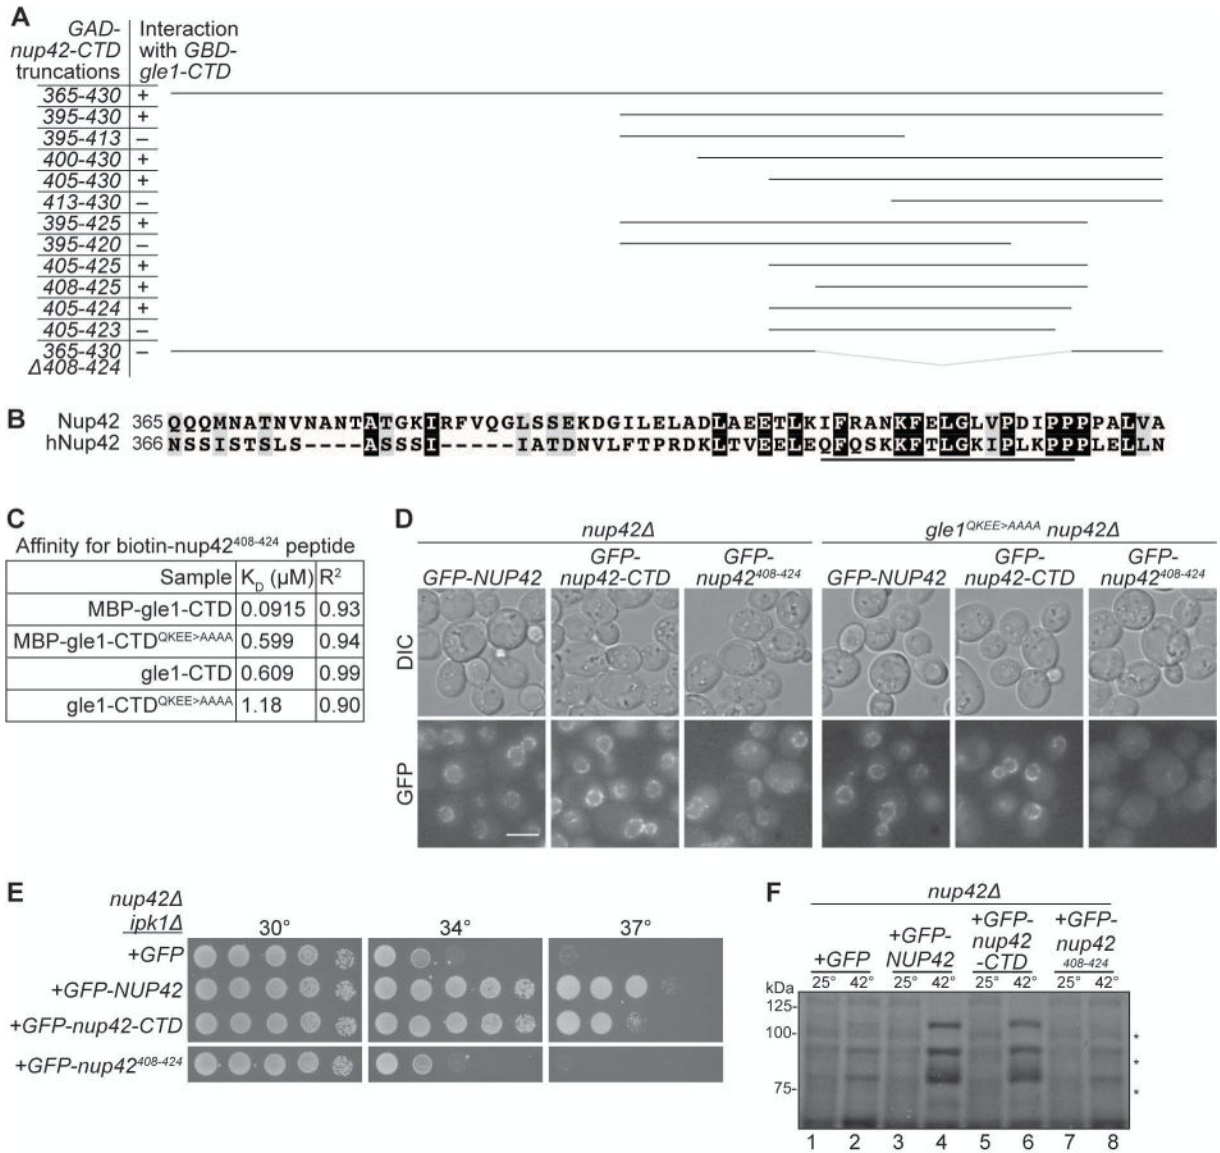 A
GAD-
nup42-CTD
truncations
Interaction
with GBD-
gle1-CTD
365-430 +
395-430 +
395-413 –
400-430 +
405-430 +
413-430 –
395-425 +
395-420 –
405-425 +
408-425 +
405-424 +
405-423 –
365-430 –
Δ408-424
B
Nup42 365 QQQMNATNVNANTATGKIRFVQGLSSEKDGILELADLAEETLKIFRANKFELGLVPDIPPPPALVA
hNup42 366 NSSISTSLS----ASSSI-----IATDNVLFTPRDKLTVEELEQFQSKKFTLGKIPLKPPPLELLN
C
Affinity for biotin-nup42408-424 peptide
Sample KD (µM) R2
MBP-gle1-CTD 0.0915 0.93
MBP-gle1-CTDQKEE>AAAA 0.599 0.94
gle1-CTD 0.609 0.99
gle1-CTDQKEE>AAAA 1.18 0.90
D
nup42Δ
gle1QKEE>AAAA nup42Δ
GFP-NUP42
GFP-
nup42-CTD
GFP-
nup42408-424
GFP-NUP42
GFP-
nup42-CTD
GFP-
nup42408-424
DIC
GFP
E
nup42Δ
ipk1Δ
30° 34° 37°
+GFP
+GFP-NUP42
+GFP-nup42-CTD
+GFP-nup42408-424
F
nup42Δ
+GFP
+GFP-
NUP42
+GFP-
nup42
-CTD
+GFP-
nup42
408-424
25° 42° 25° 42° 25° 42° 25° 42°
kDa
125-
100-
75-
*
*
*
1 2 3 4 5 6 7 8